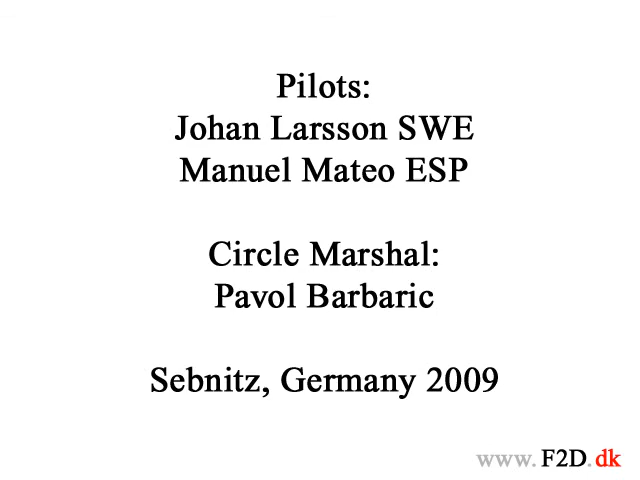 Pilots:
Johan Larsson SWE
Manuel Mateo ESP
Circle Marshal:
Pavol Barbaric
Sebnitz, Germany 2009
www.F2D.dk